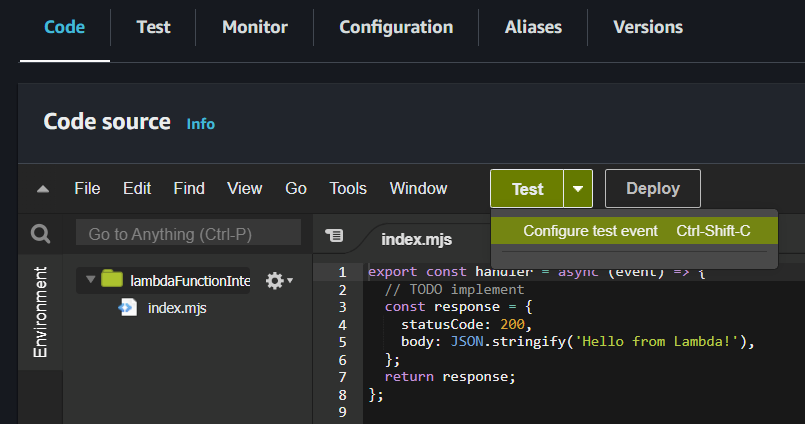 Code Test Monitor Configuration Aliases Versions
Code source Info
File Edit Find View Go Tools Window Test Deploy
Configure test event Ctrl-Shift-C
Go to Anything (Ctrl-P)
index.mjs
Environment
lambdaFunctionInte
index.mjs
1 export const handler = async (event) => {
2 // TODO implement
3 const response = {
4 statusCode: 200,
5 body: JSON.stringify('Hello from Lambda!'),
6 };
7 return response;
8 };
9